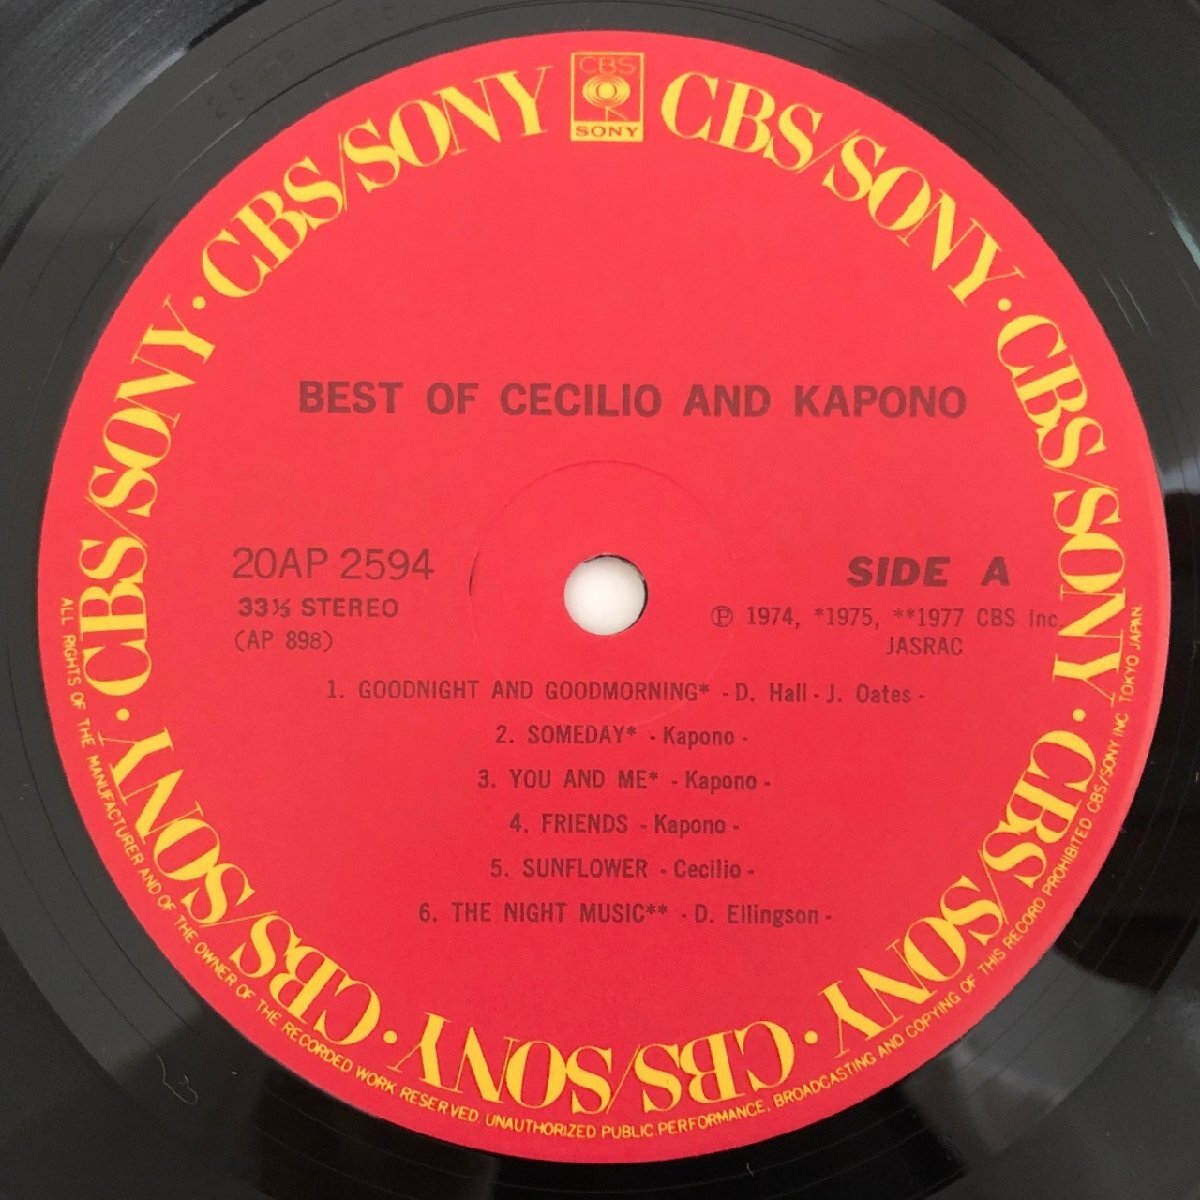 CBS
SONY
CBS/SONY · CBS/SONY · CBS/SONY · CBS/SONY · CBS/SONY · CBS/SONY · CBS/SONY · CBS/SONY
BEST OF CECILIO AND KAPONO
20AP 2594
33⅓ STEREO
(AP 898)
SIDE A
Ⓟ 1974, *1975, **1977 CBS Inc.
JASRAC
1. GOODNIGHT AND GOODMORNING* - D. Hall - J. Oates -
2. SOMEDAY* - Kapono -
3. YOU AND ME* - Kapono -
4. FRIENDS - Kapono -
5. SUNFLOWER - Cecilio -
6. THE NIGHT MUSIC** - D. Ellingson -
ALL RIGHTS OF THE MANUFACTURER AND OF THE OWNER OF THE RECORDED WORK RESERVED. UNAUTHORIZED PUBLIC PERFORMANCE, BROADCASTING AND COPYING OF THIS RECORD PROHIBITED CBS/SONY INC. TOKYO JAPAN.